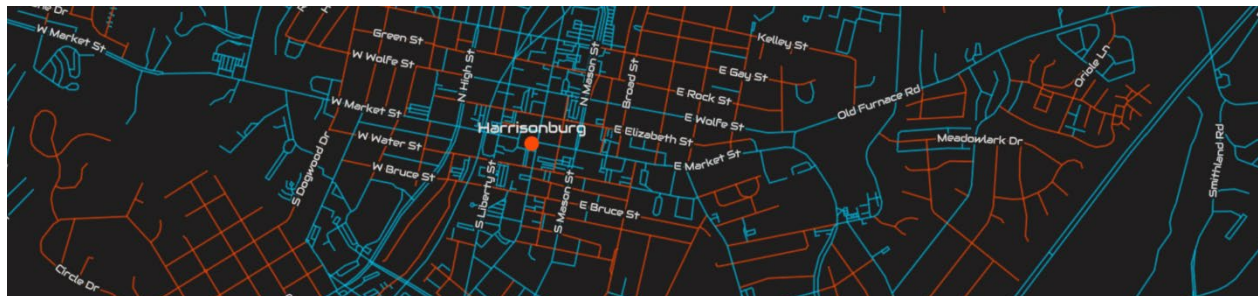 W Market St
Green St
W Wolfe St
N High St
N Mason St
Broad St
Kelley St
E Gay St
E Rock St
E Wolfe St
Old Furnace Rd
Oriole Ln
W Market St
Harrisonburg
E Elizabeth St
Meadowlark Dr
Smithland Rd
W Water St
E Market St
W Bruce St
S Dogwood Dr
S Liberty St
S Mason St
E Bruce St
Circle Dr